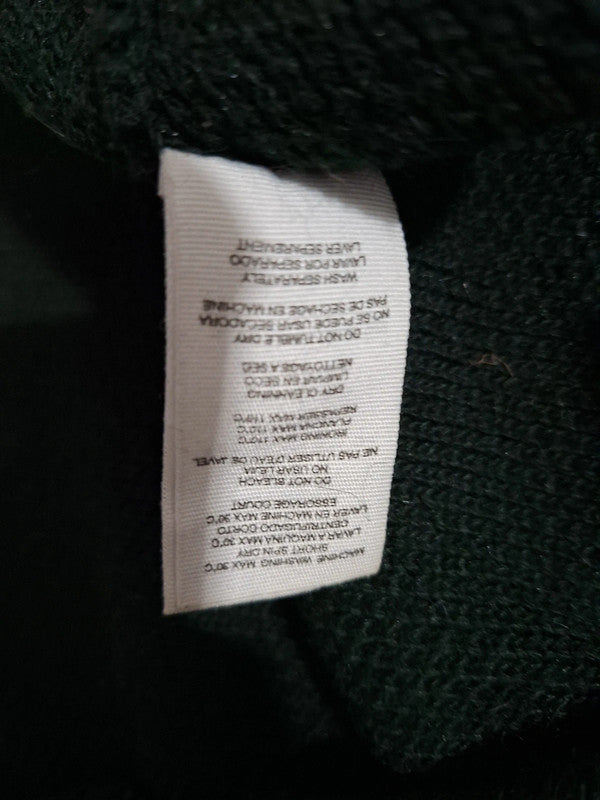 MACHINE WASHING MAX 30°C
SHORT SPIN DRY
LAVAR A MAQUINA MAX 30°C
CENTRIFUGADO CORTO
LAVER EN MACHINE MAX 30°C
ESSORAGE COURT
DO NOT BLEACH
NO USAR LEJIA
NE PAS UTILISER D'EAU DE JAVEL
IRONING MAX 110°C
PLANCHA MAX 110°C
REPASSER MAX 110°C
DRY CLEANING
LIMPIAR EN SECO
NETTOYAGE A SEC
DO NOT TUMBLE DRY
NO SE PUEDE USAR SECADORA
PAS DE SECHAGE EN MACHINE
WASH SEPARATELY
LAVAR POR SEPARADO
LAVER SEPAREMENT